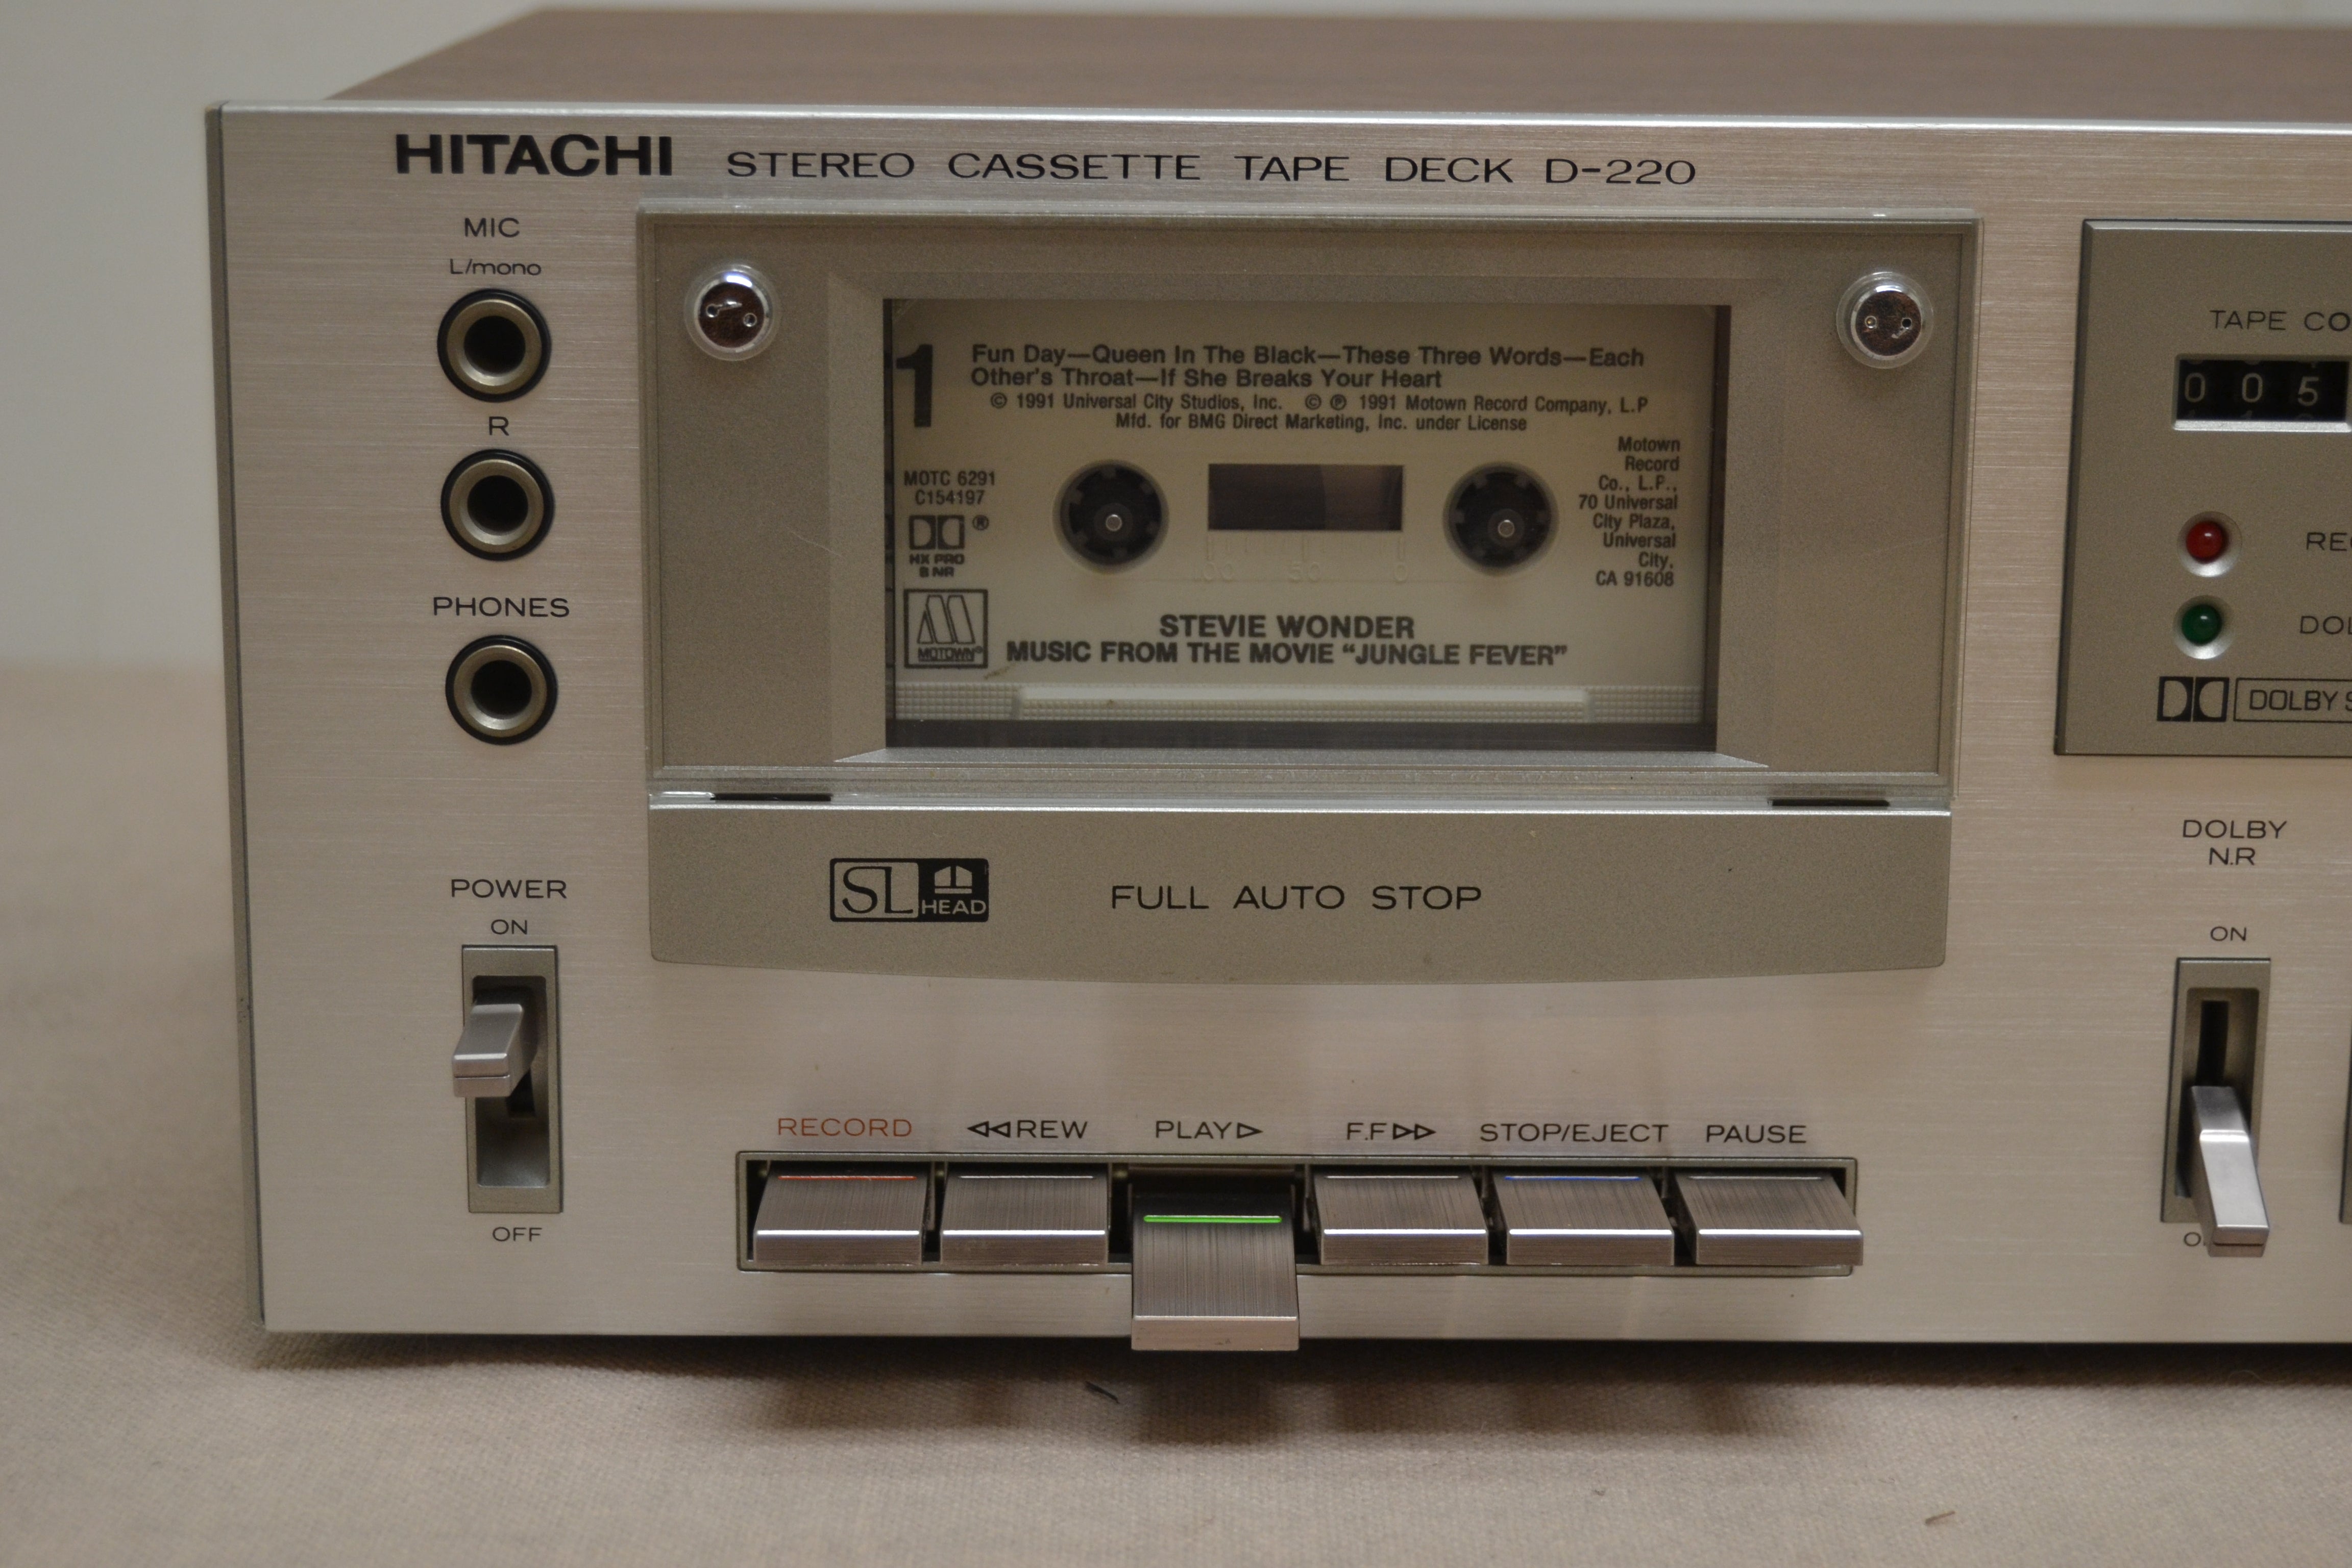 HITACHI STEREO CASSETTE TAPE DECK D-220
MIC
L/mono
R
PHONES
POWER
ON
OFF
1
Fun Day—Queen In The Black—These Three Words—Each
Other's Throat—If She Breaks Your Heart
© 1991 Universal City Studios, Inc. © ℗ 1991 Motown Record Company, L.P
Mfd. for BMG Direct Marketing, Inc. under License
MOTC 6291
C154197
®
HX PRO
B NR
MOTOWN®
Motown
Record
Co., L.P.,
70 Universal
City Plaza,
Universal
City,
CA 91608
100 50 0
STEVIE WONDER
MUSIC FROM THE MOVIE “JUNGLE FEVER”
SL HEAD
FULL AUTO STOP
RECORD
◁◁REW
PLAY▷
F.F▷▷
STOP/EJECT
PAUSE
TAPE CO
0 0 5
REC
DOL
DOLBY S
DOLBY
N.R
ON